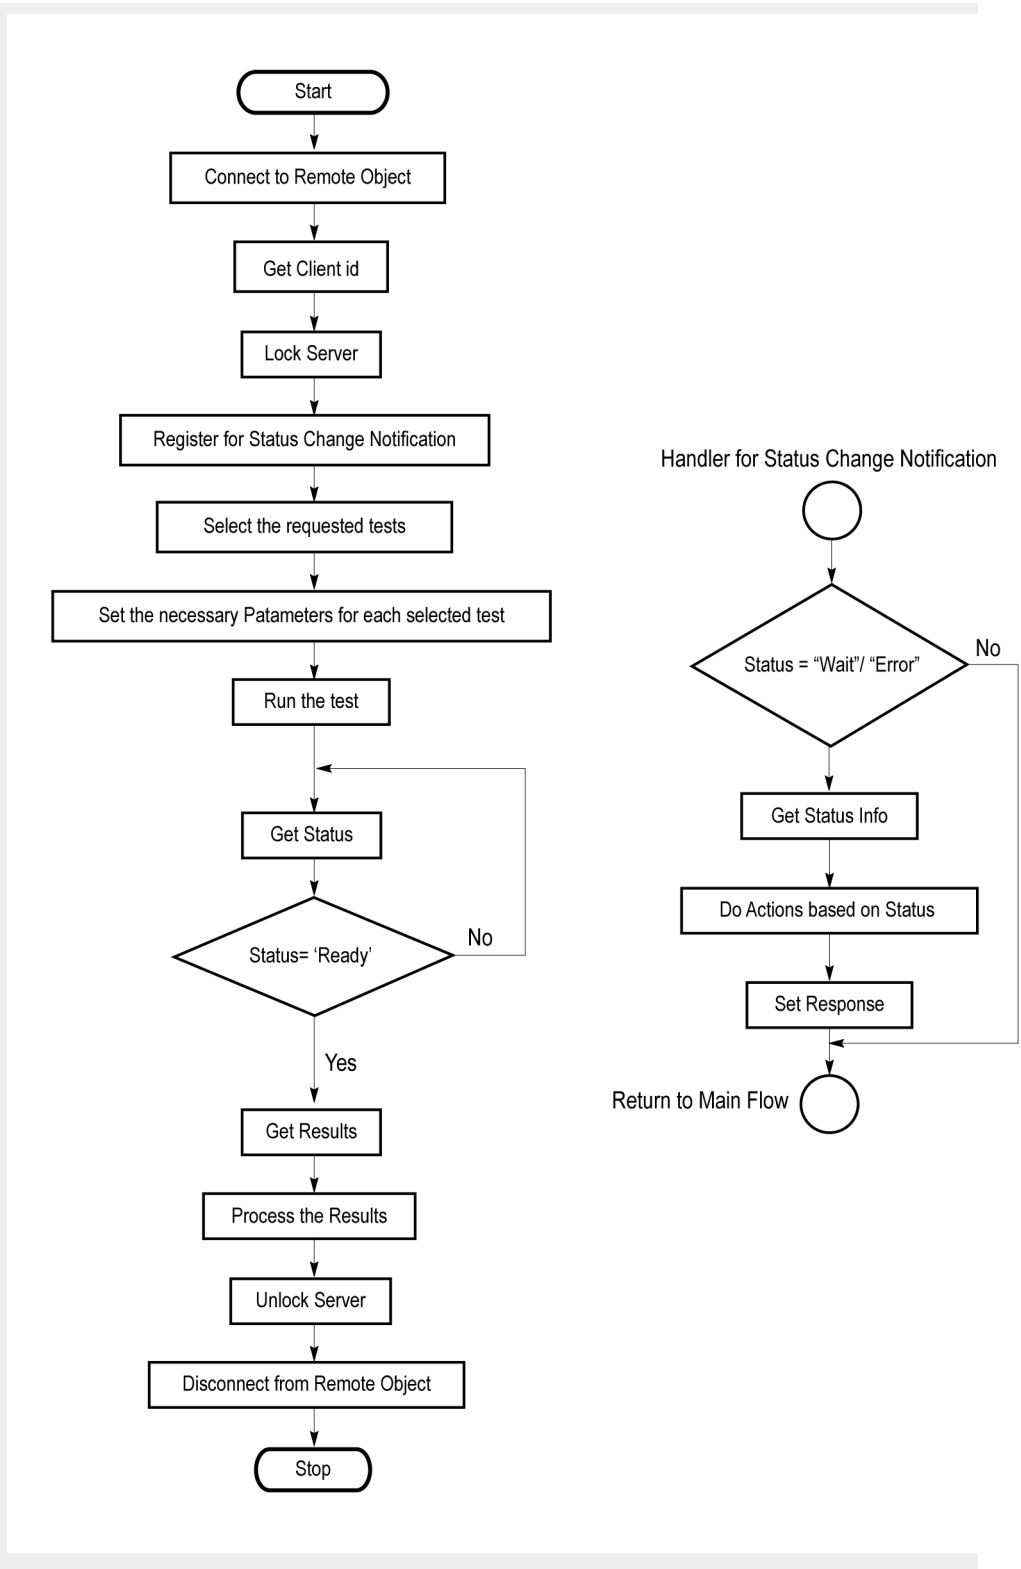 Start
Connect to Remote Object
Get Client id
Lock Server
Register for Status Change Notification
Select the requested tests
Set the necessary Patameters for each selected test
Run the test
Get Status
Status= ‘Ready’
No
Yes
Get Results
Process the Results
Unlock Server
Disconnect from Remote Object
Stop
Handler for Status Change Notification
Status = “Wait”/ “Error”
No
Get Status Info
Do Actions based on Status
Set Response
Return to Main Flow